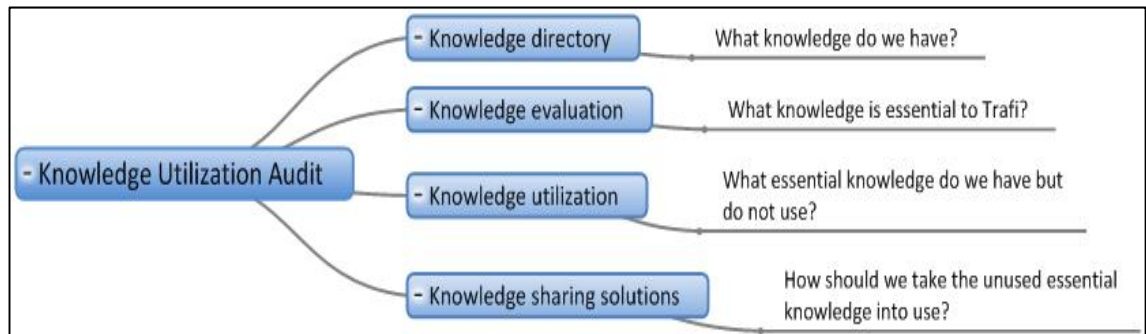 - Knowledge Utilization Audit
- Knowledge directory
What knowledge do we have?
- Knowledge evaluation
What knowledge is essential to Trafi?
- Knowledge utilization
What essential knowledge do we have but
do not use?
- Knowledge sharing solutions
How should we take the unused essential
knowledge into use?